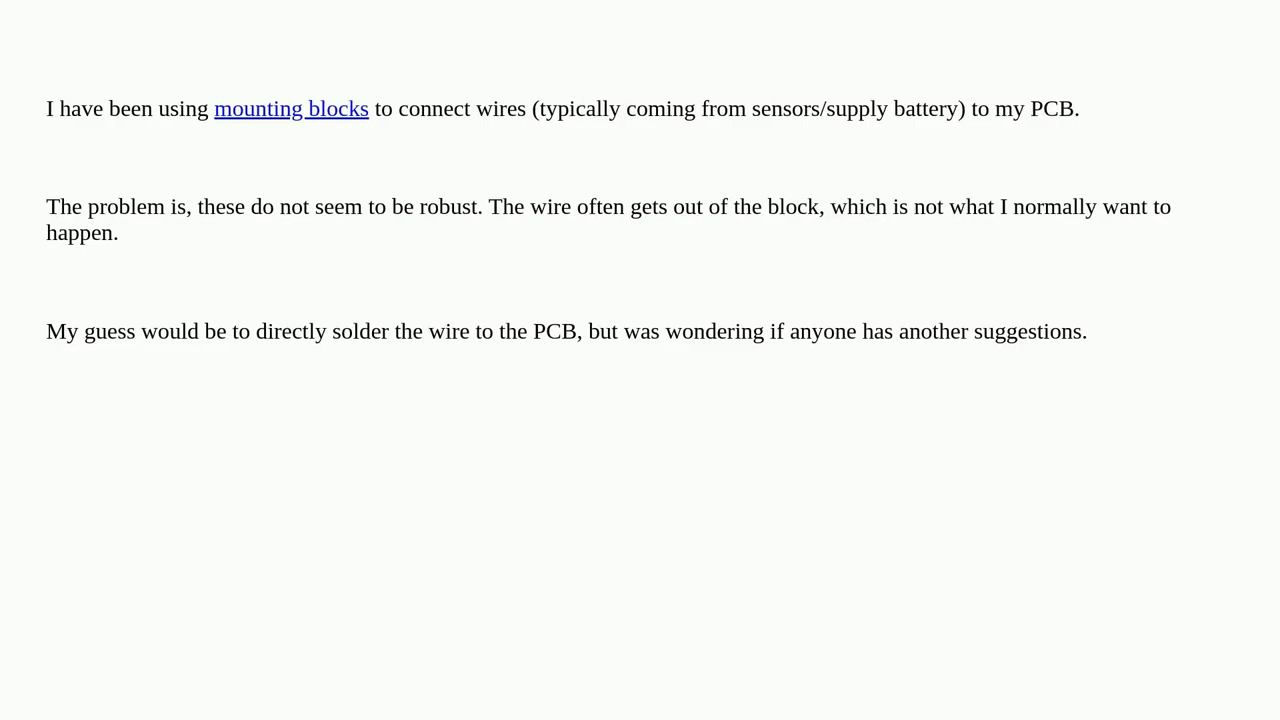 I have been using mounting blocks to connect wires (typically coming from sensors/supply battery) to my PCB.
The problem is, these do not seem to be robust. The wire often gets out of the block, which is not what I normally want to
happen.
My guess would be to directly solder the wire to the PCB, but was wondering if anyone has another suggestions.